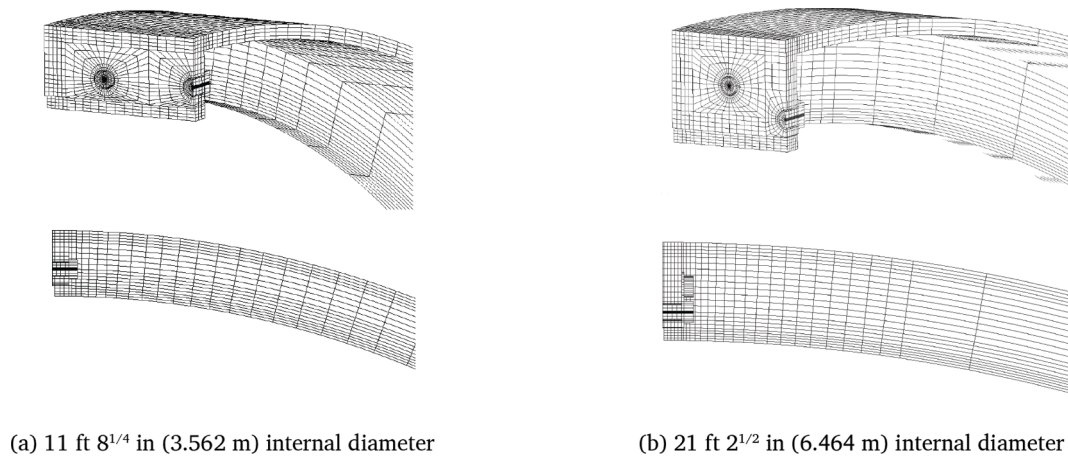 (a) 11 ft 8^{1/4} in (3.562 m) internal diameter
(b) 21 ft 2^{1/2} in (6.464 m) internal diameter